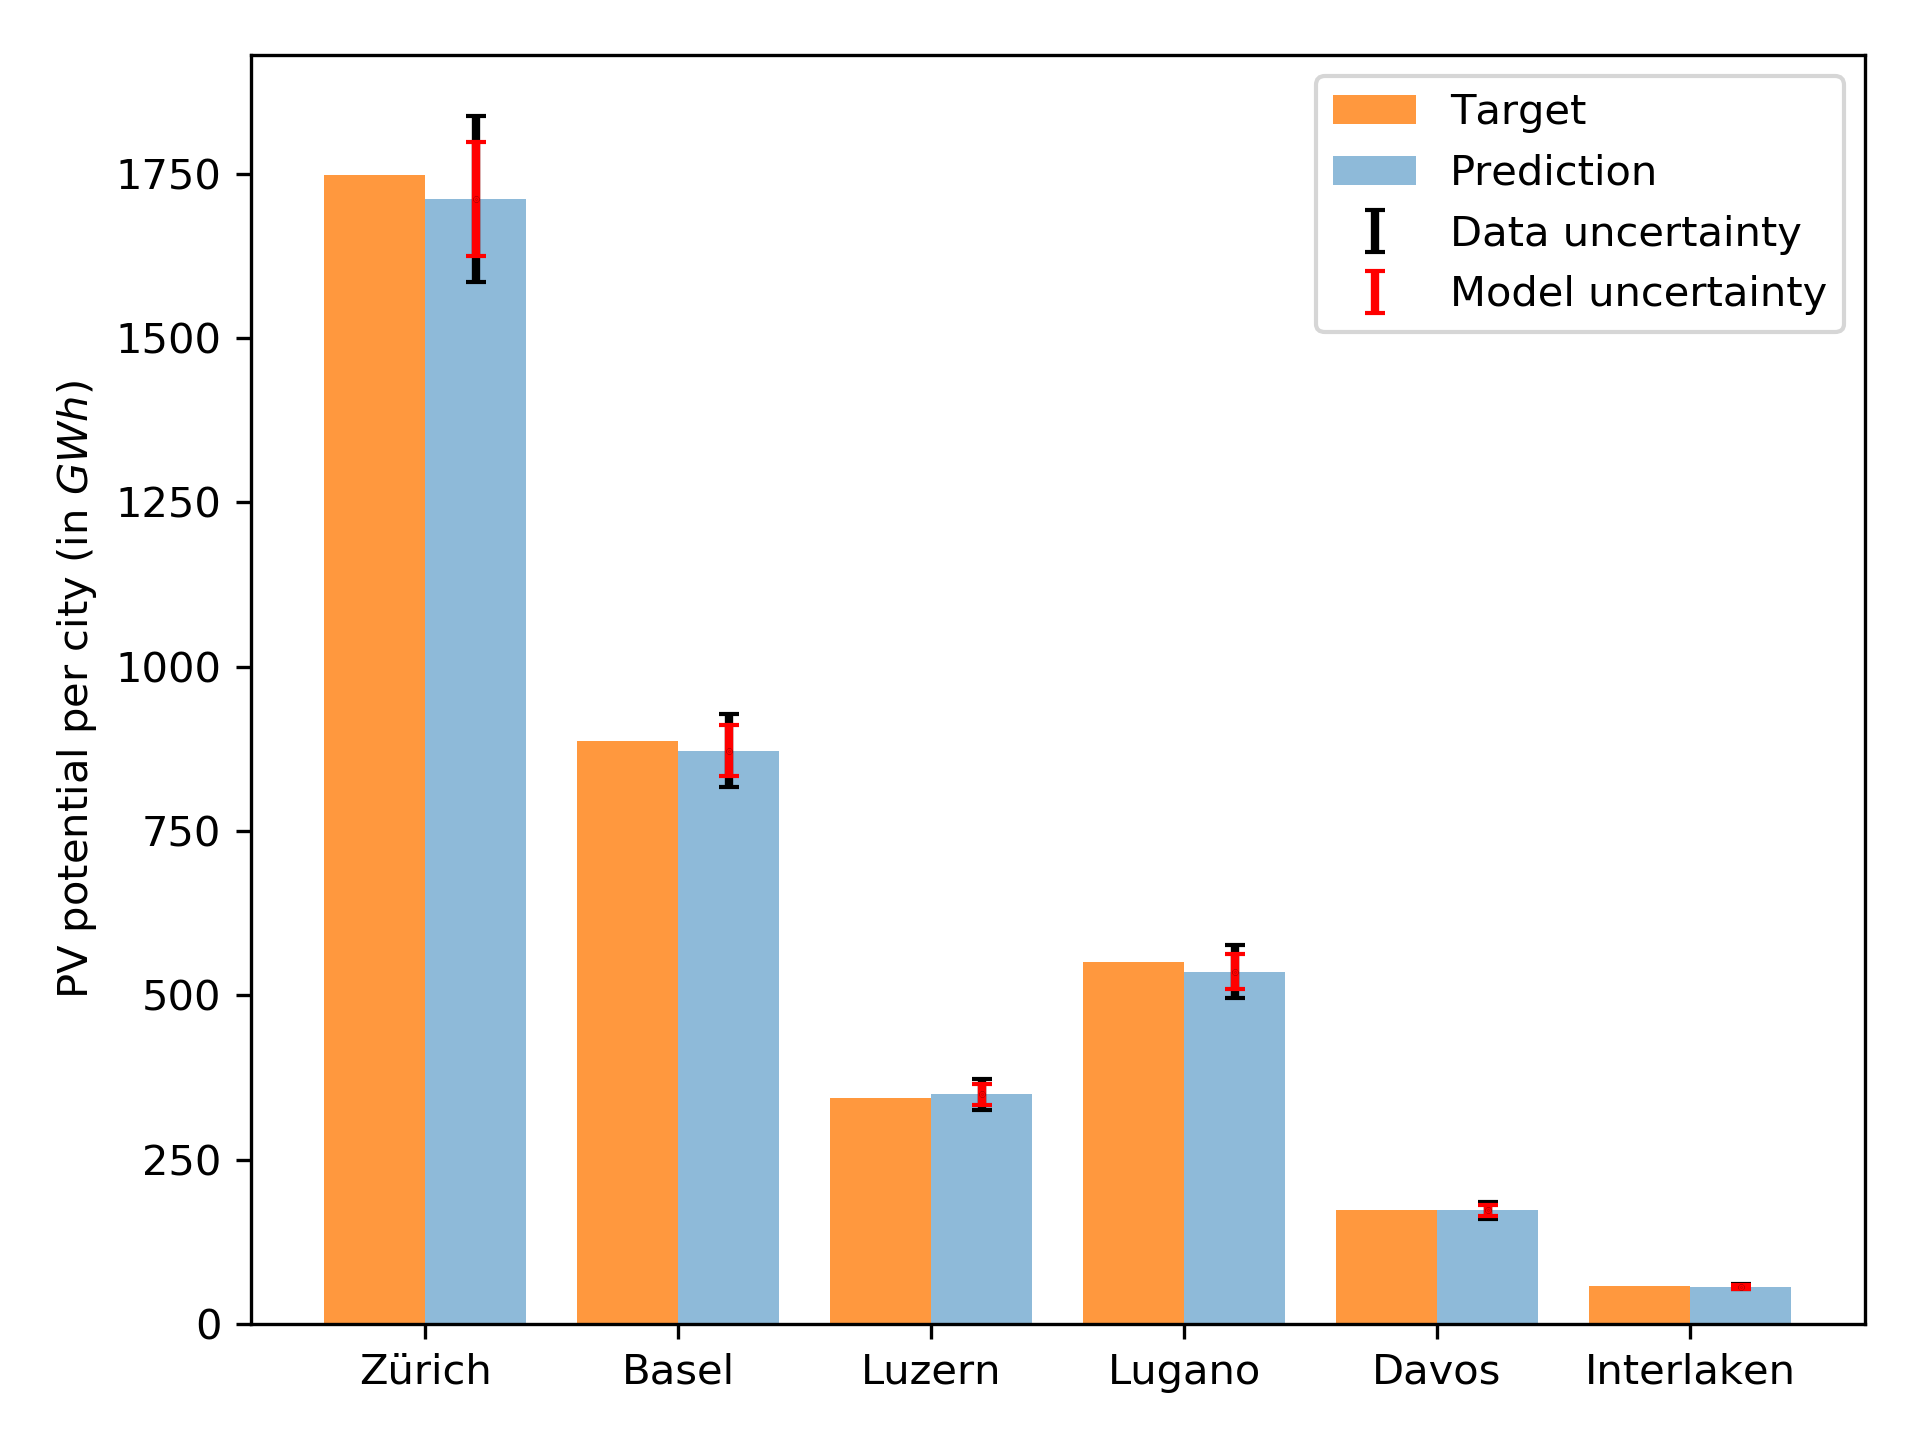 Target
Prediction
Data uncertainty
Model uncertainty
PV potential per city (in GWh)
1750
1500
1250
1000
750
500
250
0
Zürich Basel Luzern Lugano Davos Interlaken